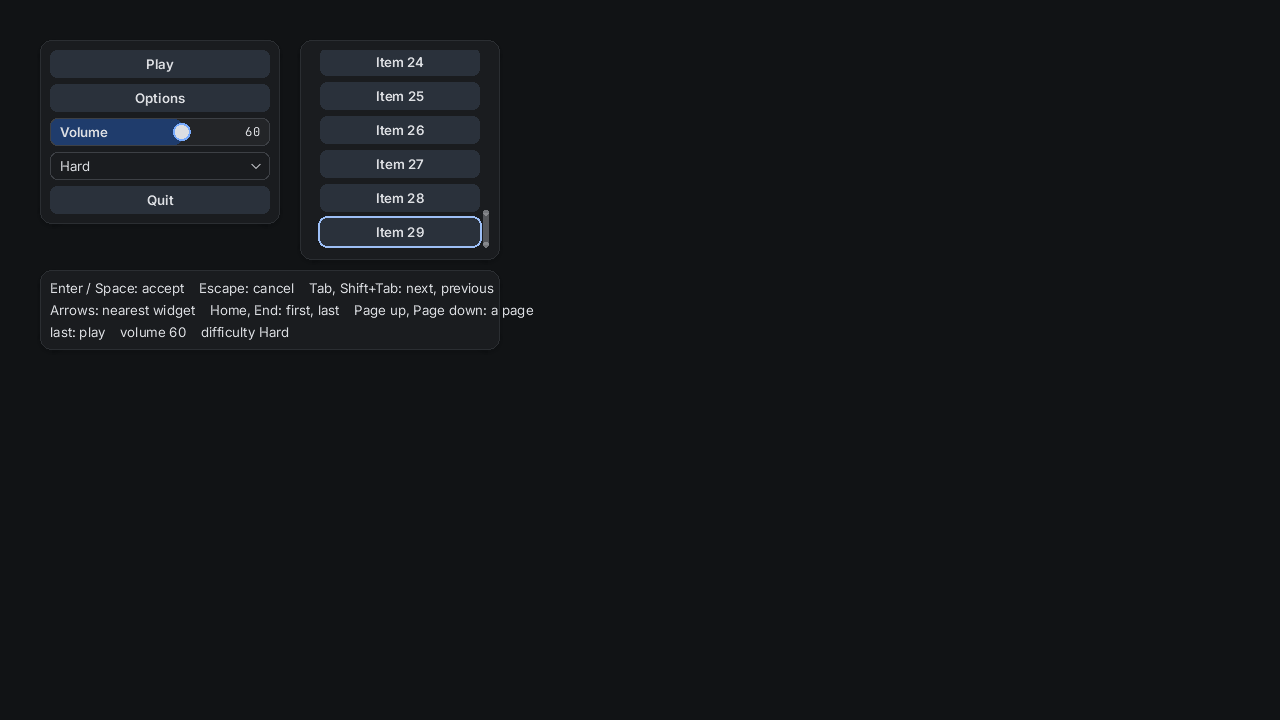 Play
Options
Volume 60
Hard
Quit
Item 24
Item 25
Item 26
Item 27
Item 28
Item 29
Enter / Space: accept Escape: cancel Tab, Shift+Tab: next, previous
Arrows: nearest widget Home, End: first, last Page up, Page down: a page
last: play volume 60 difficulty Hard